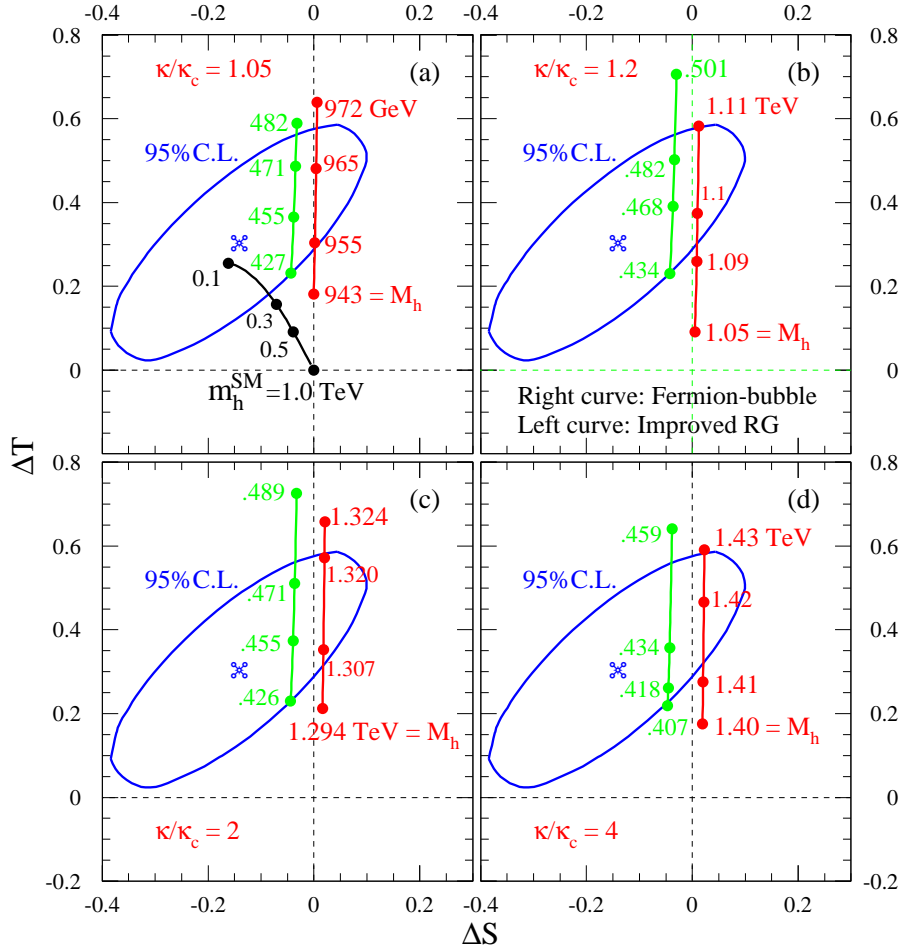 -0.4 -0.2 0 0.2
0.8
0.6
0.4
0.2
0
ΔT
κ/κc = 1.05
(a)
972 GeV
482
95%C.L.
471
965
455
955
427
0.1
943 = Mh
0.3
0.5
mhSM=1.0 TeV
κ/κc = 1.2
(b)
.501
1.11 TeV
95%C.L.
.482
.468
1.1
.434
1.09
1.05 = Mh
Right curve: Fermion-bubble
Left curve: Improved RG
0.8
0.6
0.4
0.2
0
-0.2
(c)
.489
1.324
95%C.L.
.471
1.320
.455
1.307
.426
1.294 TeV = Mh
κ/κc = 2
(d)
.459
1.43 TeV
95%C.L.
1.42
.434
.418
1.41
.407
1.40 = Mh
κ/κc = 4
-0.4 -0.2 0 0.2
ΔS
-0.4 -0.2 0 0.2
0.8
0.6
0.4
0.2
0
0.8
0.6
0.4
0.2
0
-0.2
-0.4 -0.2 0 0.2